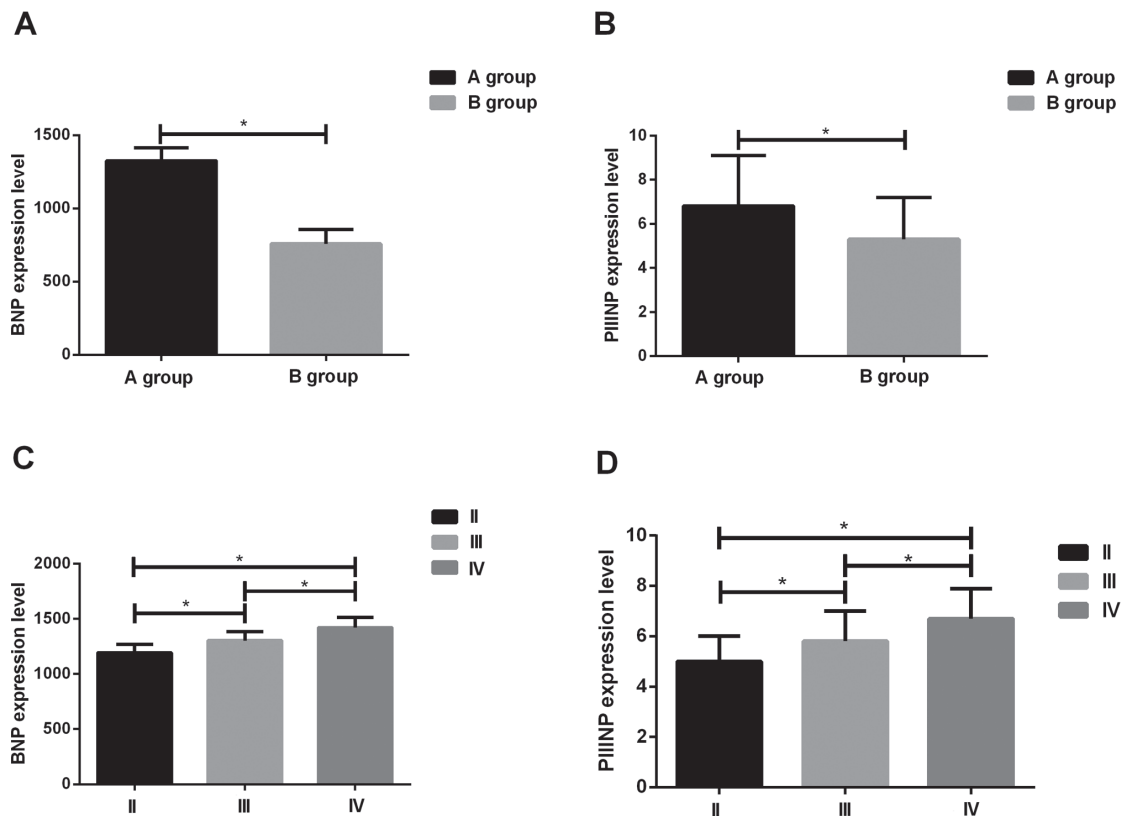 A
A group
B group
*
1500
1000
500
0
BNP expression level
A group
B group
B
A group
B group
*
10
8
6
4
2
0
PIIINP expression level
A group
B group
C
II
III
IV
*
*
*
2000
1500
1000
500
0
BNP expression level
II
III
IV
D
II
III
IV
*
*
*
10
8
6
4
2
0
PIIINP expression level
II
III
IV